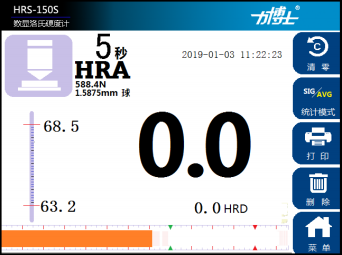 HRS-150S
数显洛氏硬度计
力博士
5秒
2019-01-03 11:22:23
HRA
588.4N
1.5875mm 球
68.5
63.2
0.0
0.0 HRD
清 零
SIG/AVG
统计模式
打 印
删 除
菜 单